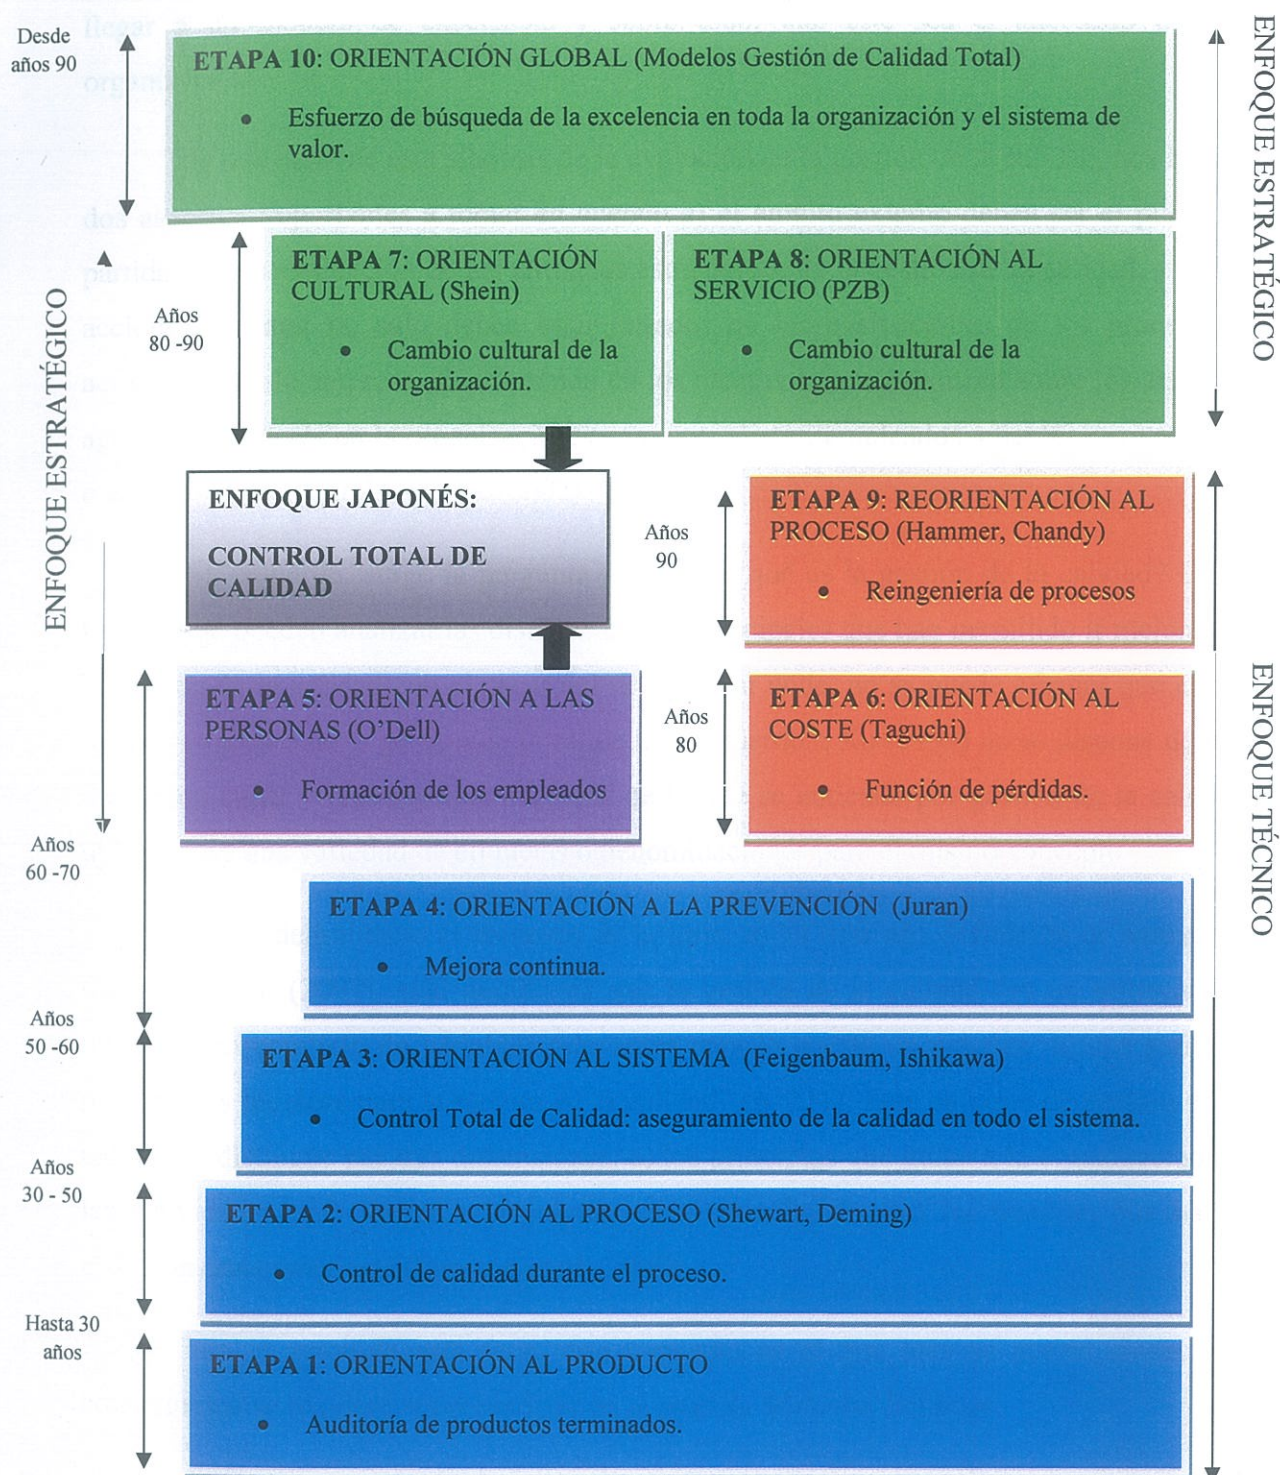 Desde
años 90
ETAPA 10: ORIENTACIÓN GLOBAL (Modelos Gestión de Calidad Total)
• Esfuerzo de búsqueda de la excelencia en toda la organización y el sistema de
valor.
ENFOQUE ESTRATÉGICO
ENFOQUE ESTRATÉGICO
Años
80 -90
ETAPA 7: ORIENTACIÓN
CULTURAL (Shein)
• Cambio cultural de la
organización.
ETAPA 8: ORIENTACIÓN AL
SERVICIO (PZB)
• Cambio cultural de la
organización.
ENFOQUE JAPONÉS:
CONTROL TOTAL DE
CALIDAD
Años
90
ETAPA 9: REORIENTACIÓN AL
PROCESO (Hammer, Chandy)
• Reingeniería de procesos
ETAPA 5: ORIENTACIÓN A LAS
PERSONAS (O’Dell)
• Formación de los empleados
Años
80
ETAPA 6: ORIENTACIÓN AL
COSTE (Taguchi)
• Función de pérdidas.
ENFOQUE TÉCNICO
Años
60 -70
ETAPA 4: ORIENTACIÓN A LA PREVENCIÓN (Juran)
• Mejora continua.
Años
50 -60
ETAPA 3: ORIENTACIÓN AL SISTEMA (Feigenbaum, Ishikawa)
• Control Total de Calidad: aseguramiento de la calidad en todo el sistema.
Años
30 - 50
ETAPA 2: ORIENTACIÓN AL PROCESO (Shewart, Deming)
• Control de calidad durante el proceso.
Hasta 30
años
ETAPA 1: ORIENTACIÓN AL PRODUCTO
• Auditoría de productos terminados.